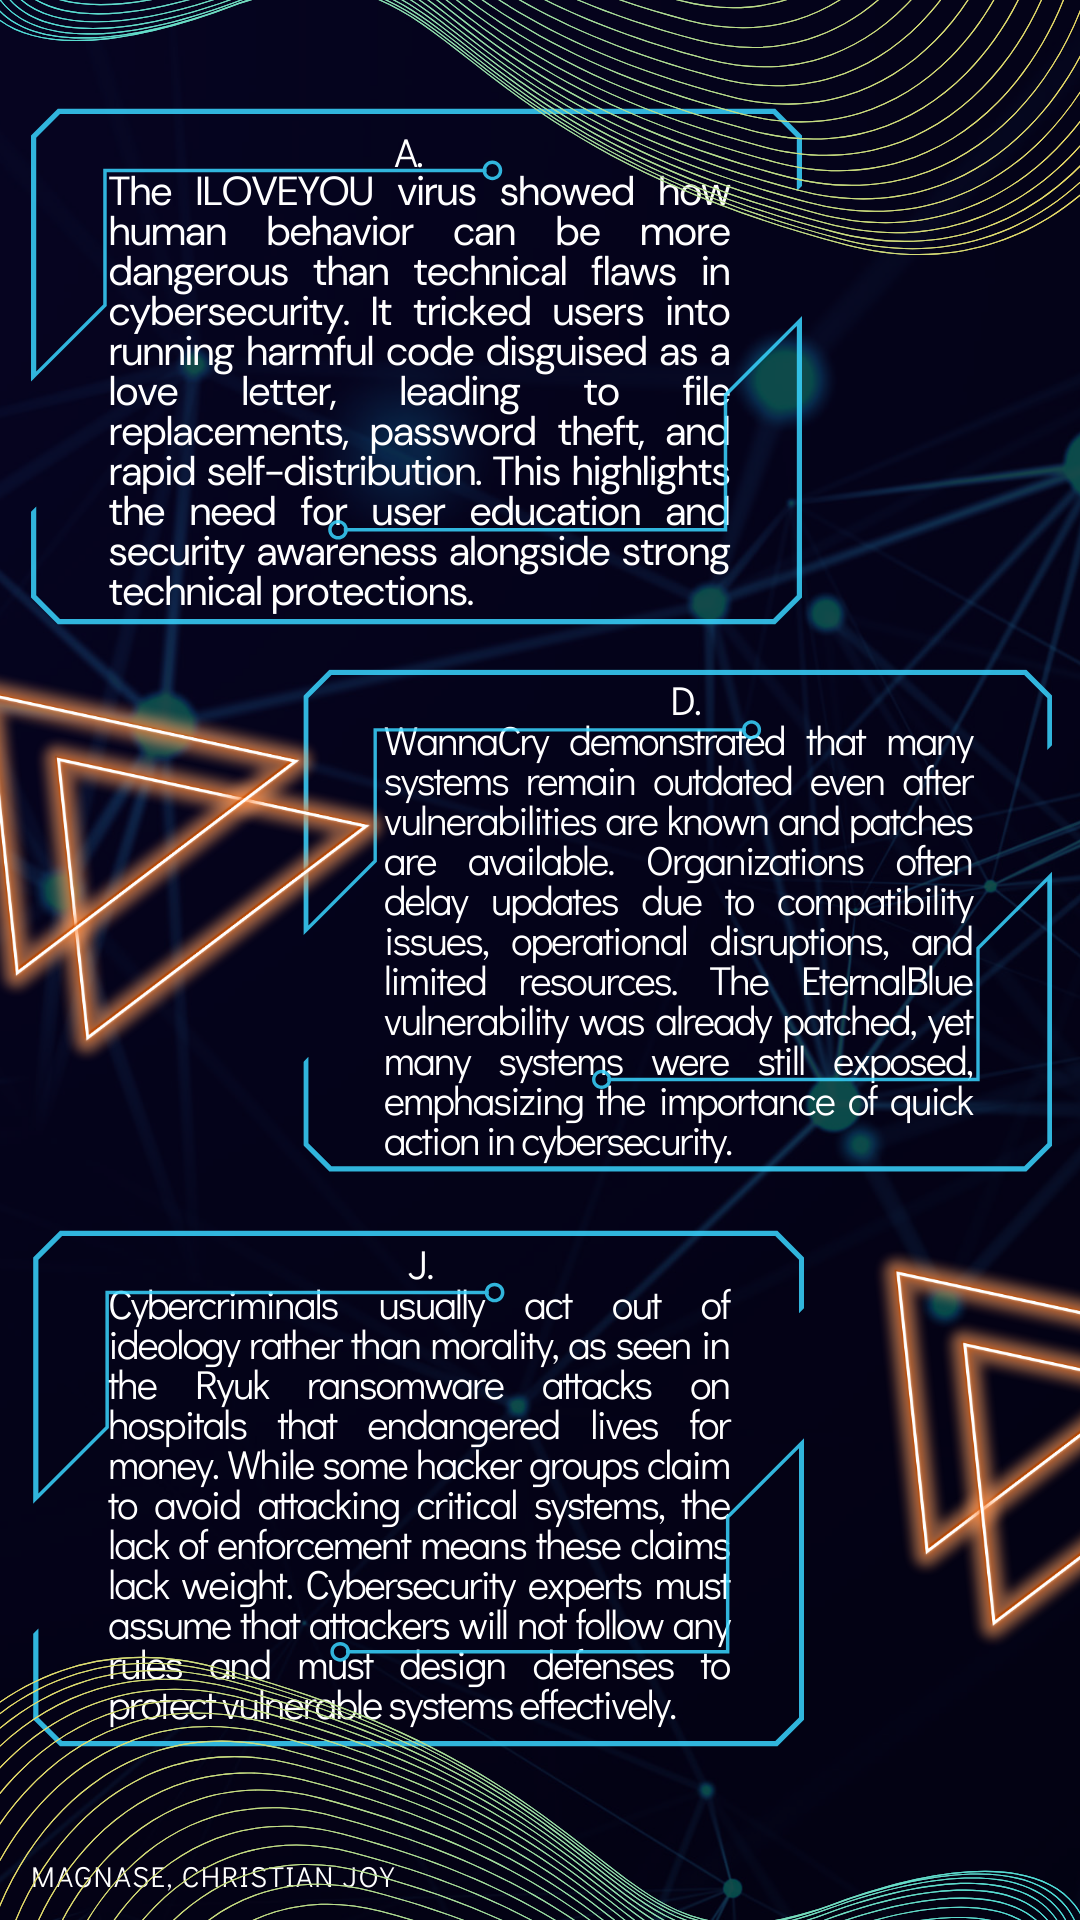 A.
The ILOVEYOU virus showed how
human behavior can be more
dangerous than technical flaws in
cybersecurity. It tricked users into
running harmful code disguised as a
love letter, leading to file
replacements, password theft, and
rapid self-distribution. This highlights
the need for user education and
security awareness alongside strong
technical protections.
D.
WannaCry demonstrated that many
systems remain outdated even after
vulnerabilities are known and patches
are available. Organizations often
delay updates due to compatibility
issues, operational disruptions, and
limited resources. The EternalBlue
vulnerability was already patched, yet
many systems were still exposed,
emphasizing the importance of quick
action in cybersecurity.
J.
Cybercriminals usually act out of
ideology rather than morality, as seen in
the Ryuk ransomware attacks on
hospitals that endangered lives for
money. While some hacker groups claim
to avoid attacking critical systems, the
lack of enforcement means these claims
lack weight. Cybersecurity experts must
assume that attackers will not follow any
rules and must design defenses to
protect vulnerable systems effectively.
MAGNASE, CHRISTIAN JOY